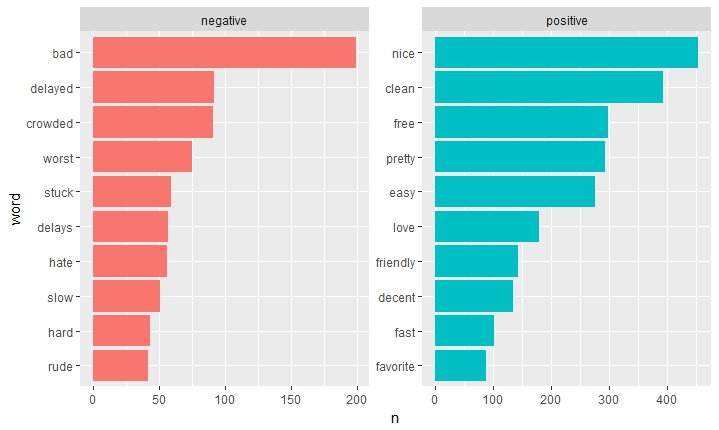 negative
positive
word
bad
delayed
crowded
worst
stuck
delays
hate
slow
hard
rude
0 50 100 150 200
nice
clean
free
pretty
easy
love
friendly
decent
fast
favorite
0 100 200 300 400
n